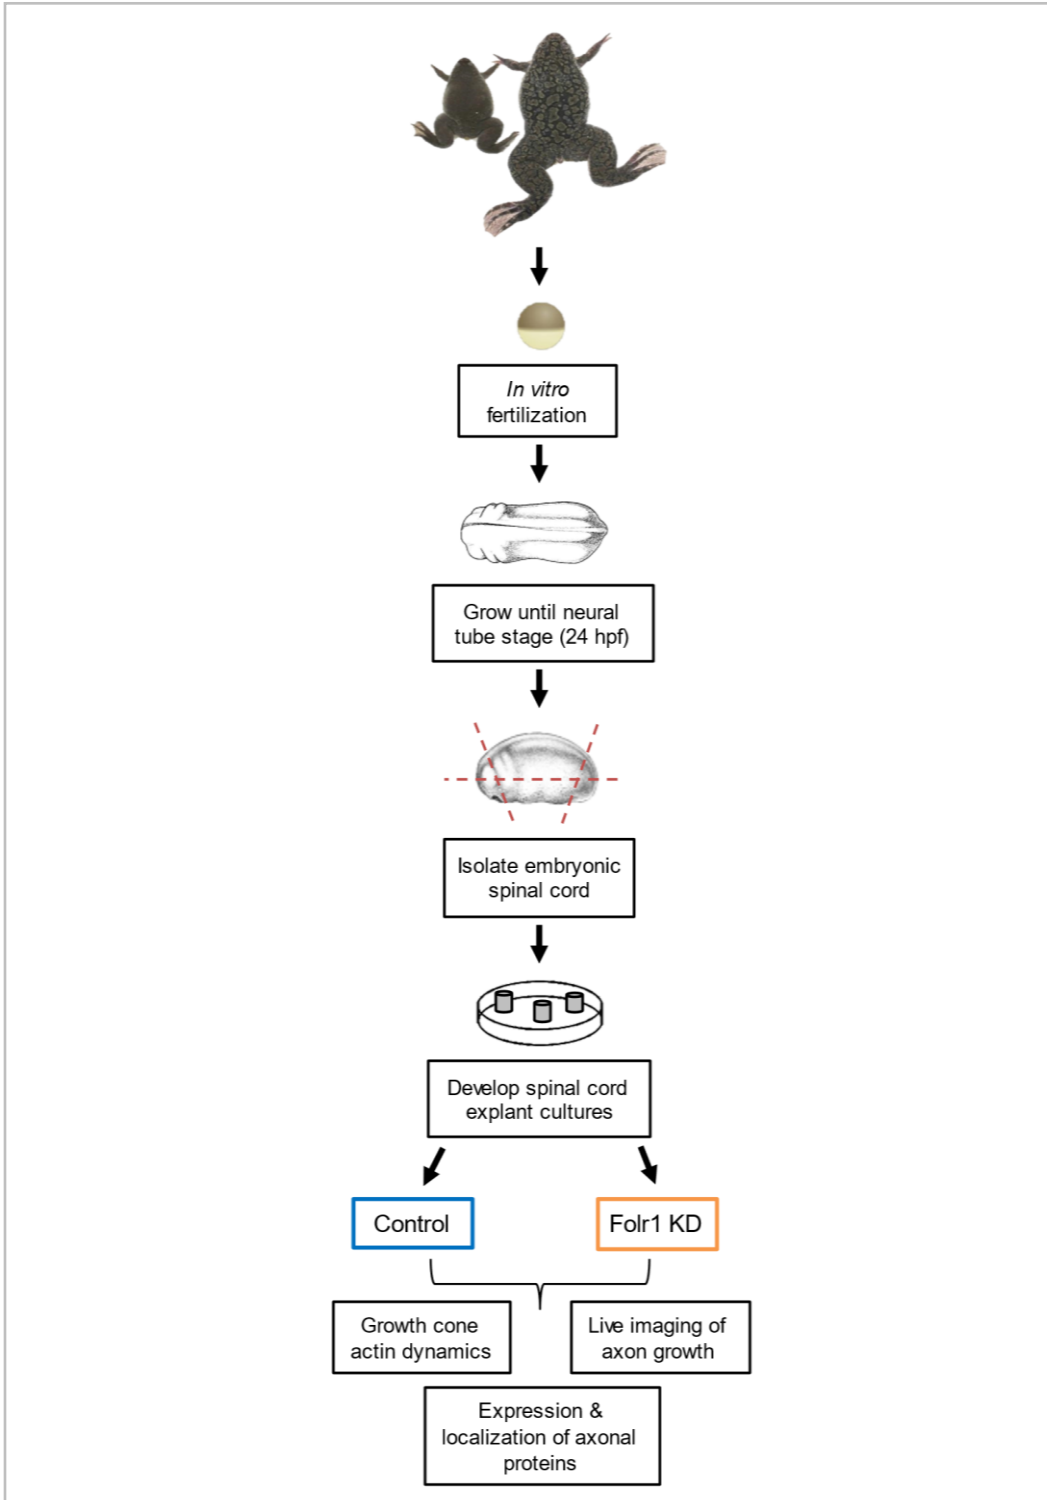 In vitro
fertilization
Grow until neural
tube stage (24 hpf)
Isolate embryonic
spinal cord
Develop spinal cord
explant cultures
Control
Folr1 KD
Growth cone
actin dynamics
Live imaging of
axon growth
Expression &
localization of axonal
proteins